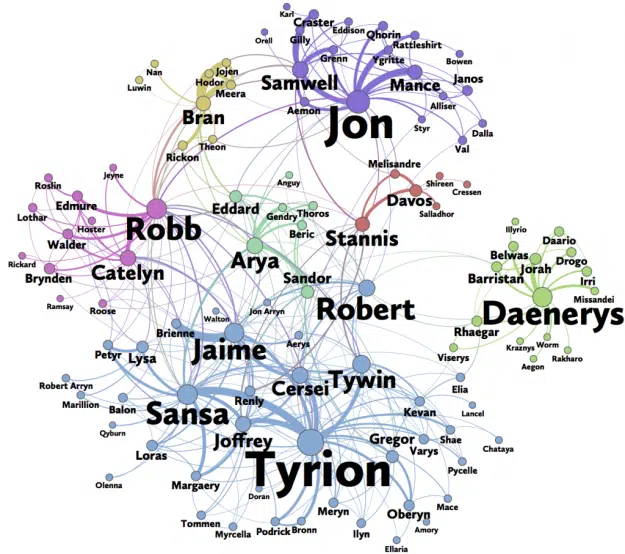 Karl
Craster
Gilly
Eddison
Qhorin
Rattleshirt
Orell
Grenn
Ygritte
Bowen
Nan
Jojen
Hodor
Luwin
Meera
Samwell
Mance
Janos
Bran
Aemon
Jon
Alliser
Styr
Dalla
Theon
Val
Rickon
Melisandre
Jeyne
Roslin
Anguy
Shireen
Cressen
Edmure
Eddard
Davos
Salladhor
Lothar
Gendry
Thoros
Hoster
Robb
Beric
Stannis
Illyrio
Walder
Daario
Arya
Belwas
Drogo
Rickard
Catelyn
Jorah
Brynden
Sandor
Barristan
Irri
Missandei
Ramsay
Roose
Jon Arryn
Robert
Daenerys
Walton
Brienne
Rhaegar
Aerys
Kraznys
Worm
Petyr
Lysa
Jaime
Viserys
Rakharo
Aegon
Robert Arryn
Cersei
Tywin
Elia
Marillion
Balon
Sansa
Renly
Kevan
Lancel
Qyburn
Joffrey
Gregor
Shae
Varys
Chataya
Loras
Tyrion
Pycelle
Olenna
Margaery
Doran
Mace
Meryn
Oberyn
Tommen
Myrcella
Podrick
Bronn
Ilyn
Amory
Ellaria